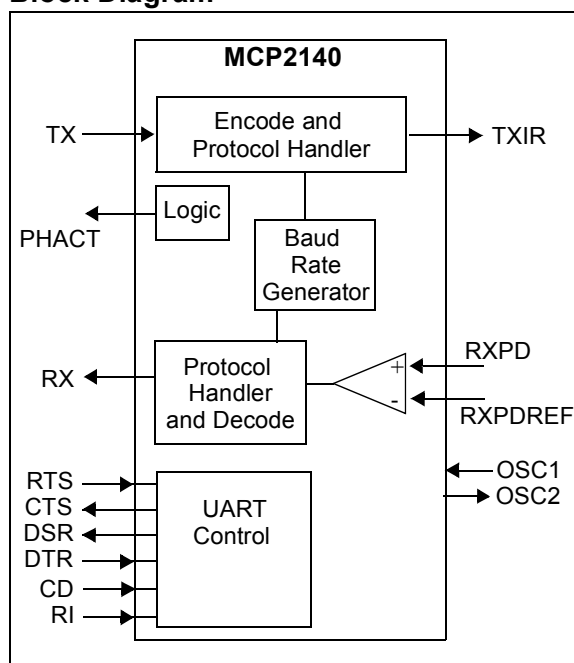 Block Diagram
MCP2140
Encode and
Protocol Handler
TX
TXIR
Logic
PHACT
Baud
Rate
Generator
RX
Protocol
Handler
and Decode
+
-
RXPD
RXPDREF
OSC1
OSC2
RTS
CTS
DSR
DTR
CD
RI
UART
Control